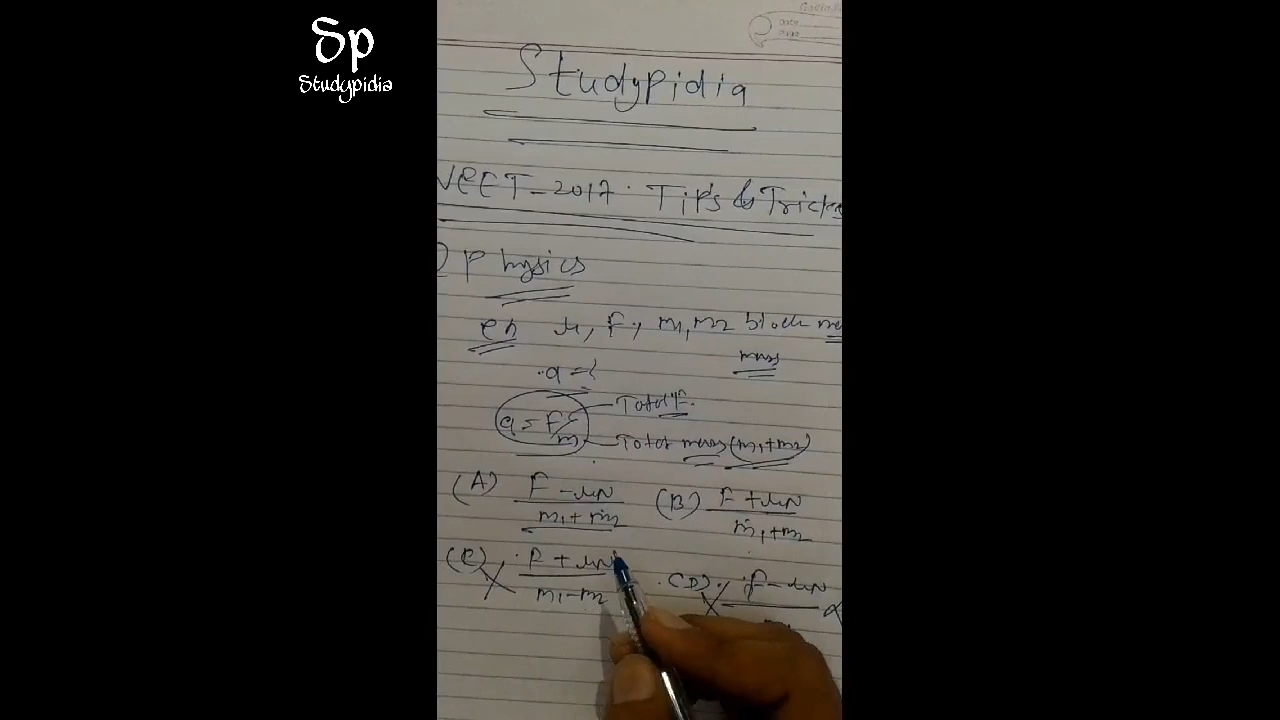 Sp
Studypidia
Studypidia
NEET-2017. Tips & Tricks
Physics
ex μ, F, m1, m2 block
mass
a = ?
a = F/m
Total F.
Total mass (m1+m2)
(A) F - μN / m1 + m2
(B) F + μN / m1 + m2
(C) F + μN / m1 - m2
(D) F - μN